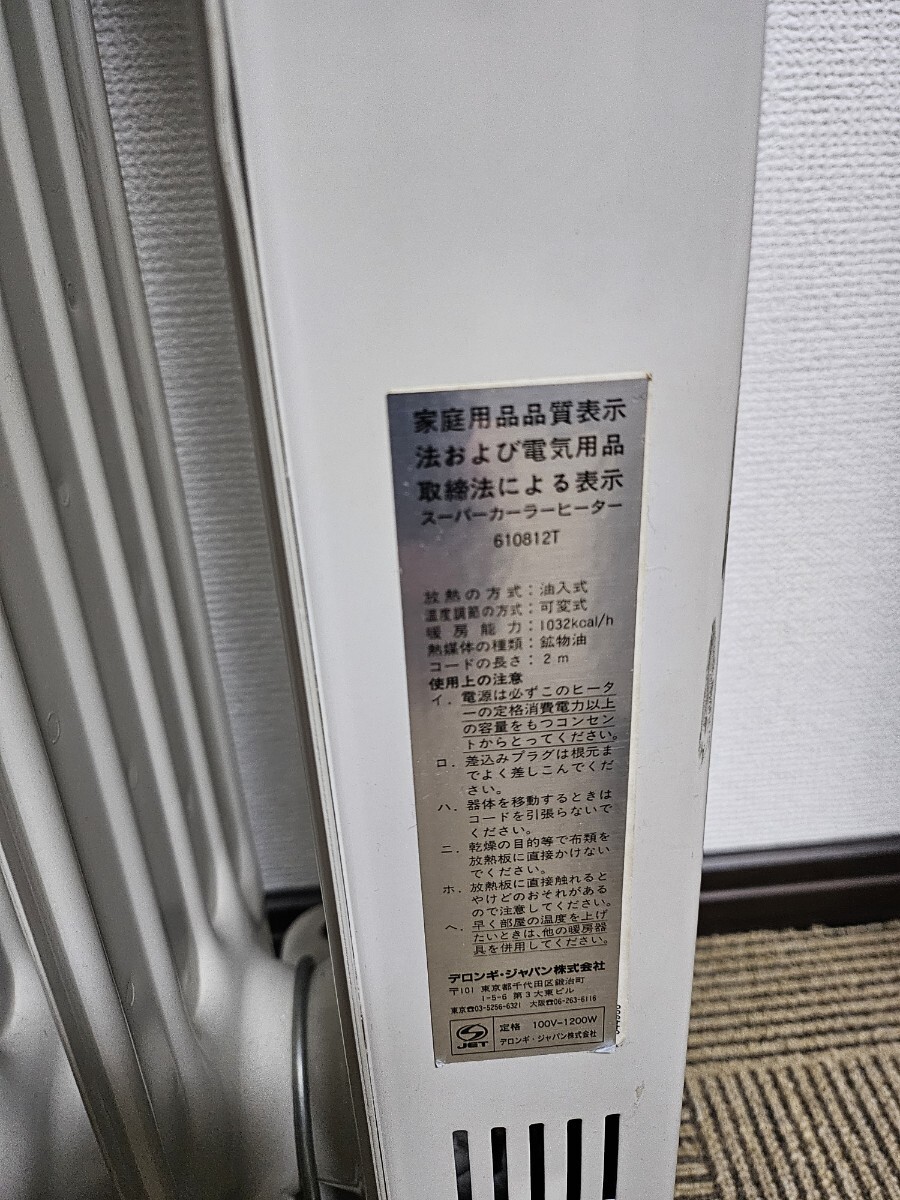 家庭用品品質表示
法および電気用品
取締法による表示
スーパーカラーヒーター
610812T
放熱の方式：油入式
温度調節の方式：可変式
暖房能力：1032kcal/h
熱媒体の種類：鉱物油
コードの長さ：2m
使用上の注意
イ．電源は必ずこのヒータ
ーの定格消費電力以上
の容量をもつコンセン
トからとってください。
ロ．差込みプラグは根元ま
でよく差しこんでくだ
さい。
ハ．器体を移動するときは
コードを引張らないで
ください。
ニ．乾燥の目的等で布類を
放熱板に直接かけない
でください。
ホ．放熱板に直接触れると
やけどのおそれがある
ので注意してください。
ヘ．早く部屋の温度を上げ
たいときは、他の暖房器
具を併用してください。
デロンギ・ジャパン株式会社
〒101 東京都千代田区鍛冶町
1-5-6 第3大東ビル
東京☎03-5256-6321 大阪☎06-263-6116
JET
定格 100V-1200W
デロンギ・ジャパン株式会社